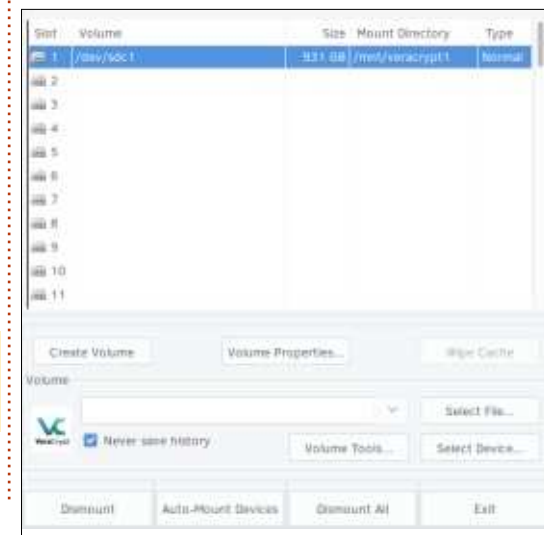 Slot Volume Size Mount Directory Type
1 /dev/sdc1 931 GB /mnt/veracrypt1 Normal
2
3
4
5
6
7
8
9
10
11
Create Volume Volume Properties... Wipe Cache
Volume
VC
VeraCrypt
Never save history
Select File...
Volume Tools... Select Device...
Dismount Auto-Mount Devices Dismount All Exit